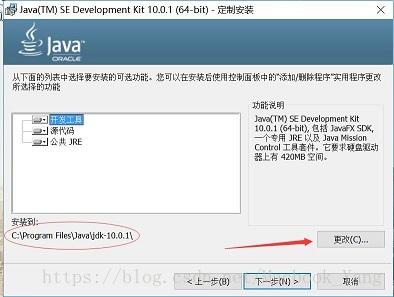 Java(TM) SE Development Kit 10.0.1 (64-bit) - 定制安装
Java
ORACLE
从下面的列表中选择要安装的可选功能。您可以在安装后使用控制面板中的“添加/删除程序”实用程序更改
所选择的功能
开发工具
源代码
公共 JRE
功能说明
Java(TM) SE Development Kit
10.0.1 (64-bit), 包括 JavaFX SDK,
一个专用 JRE 以及 Java Mission
Control 工具套件。它要求硬盘驱动
器上有 420MB 空间。
安装到:
C:\Program Files\Java\jdk-10.0.1\
更改(C)...
https://blog.csdn.net/
Yang
< 上一步(B)
下一步(N) >
取消